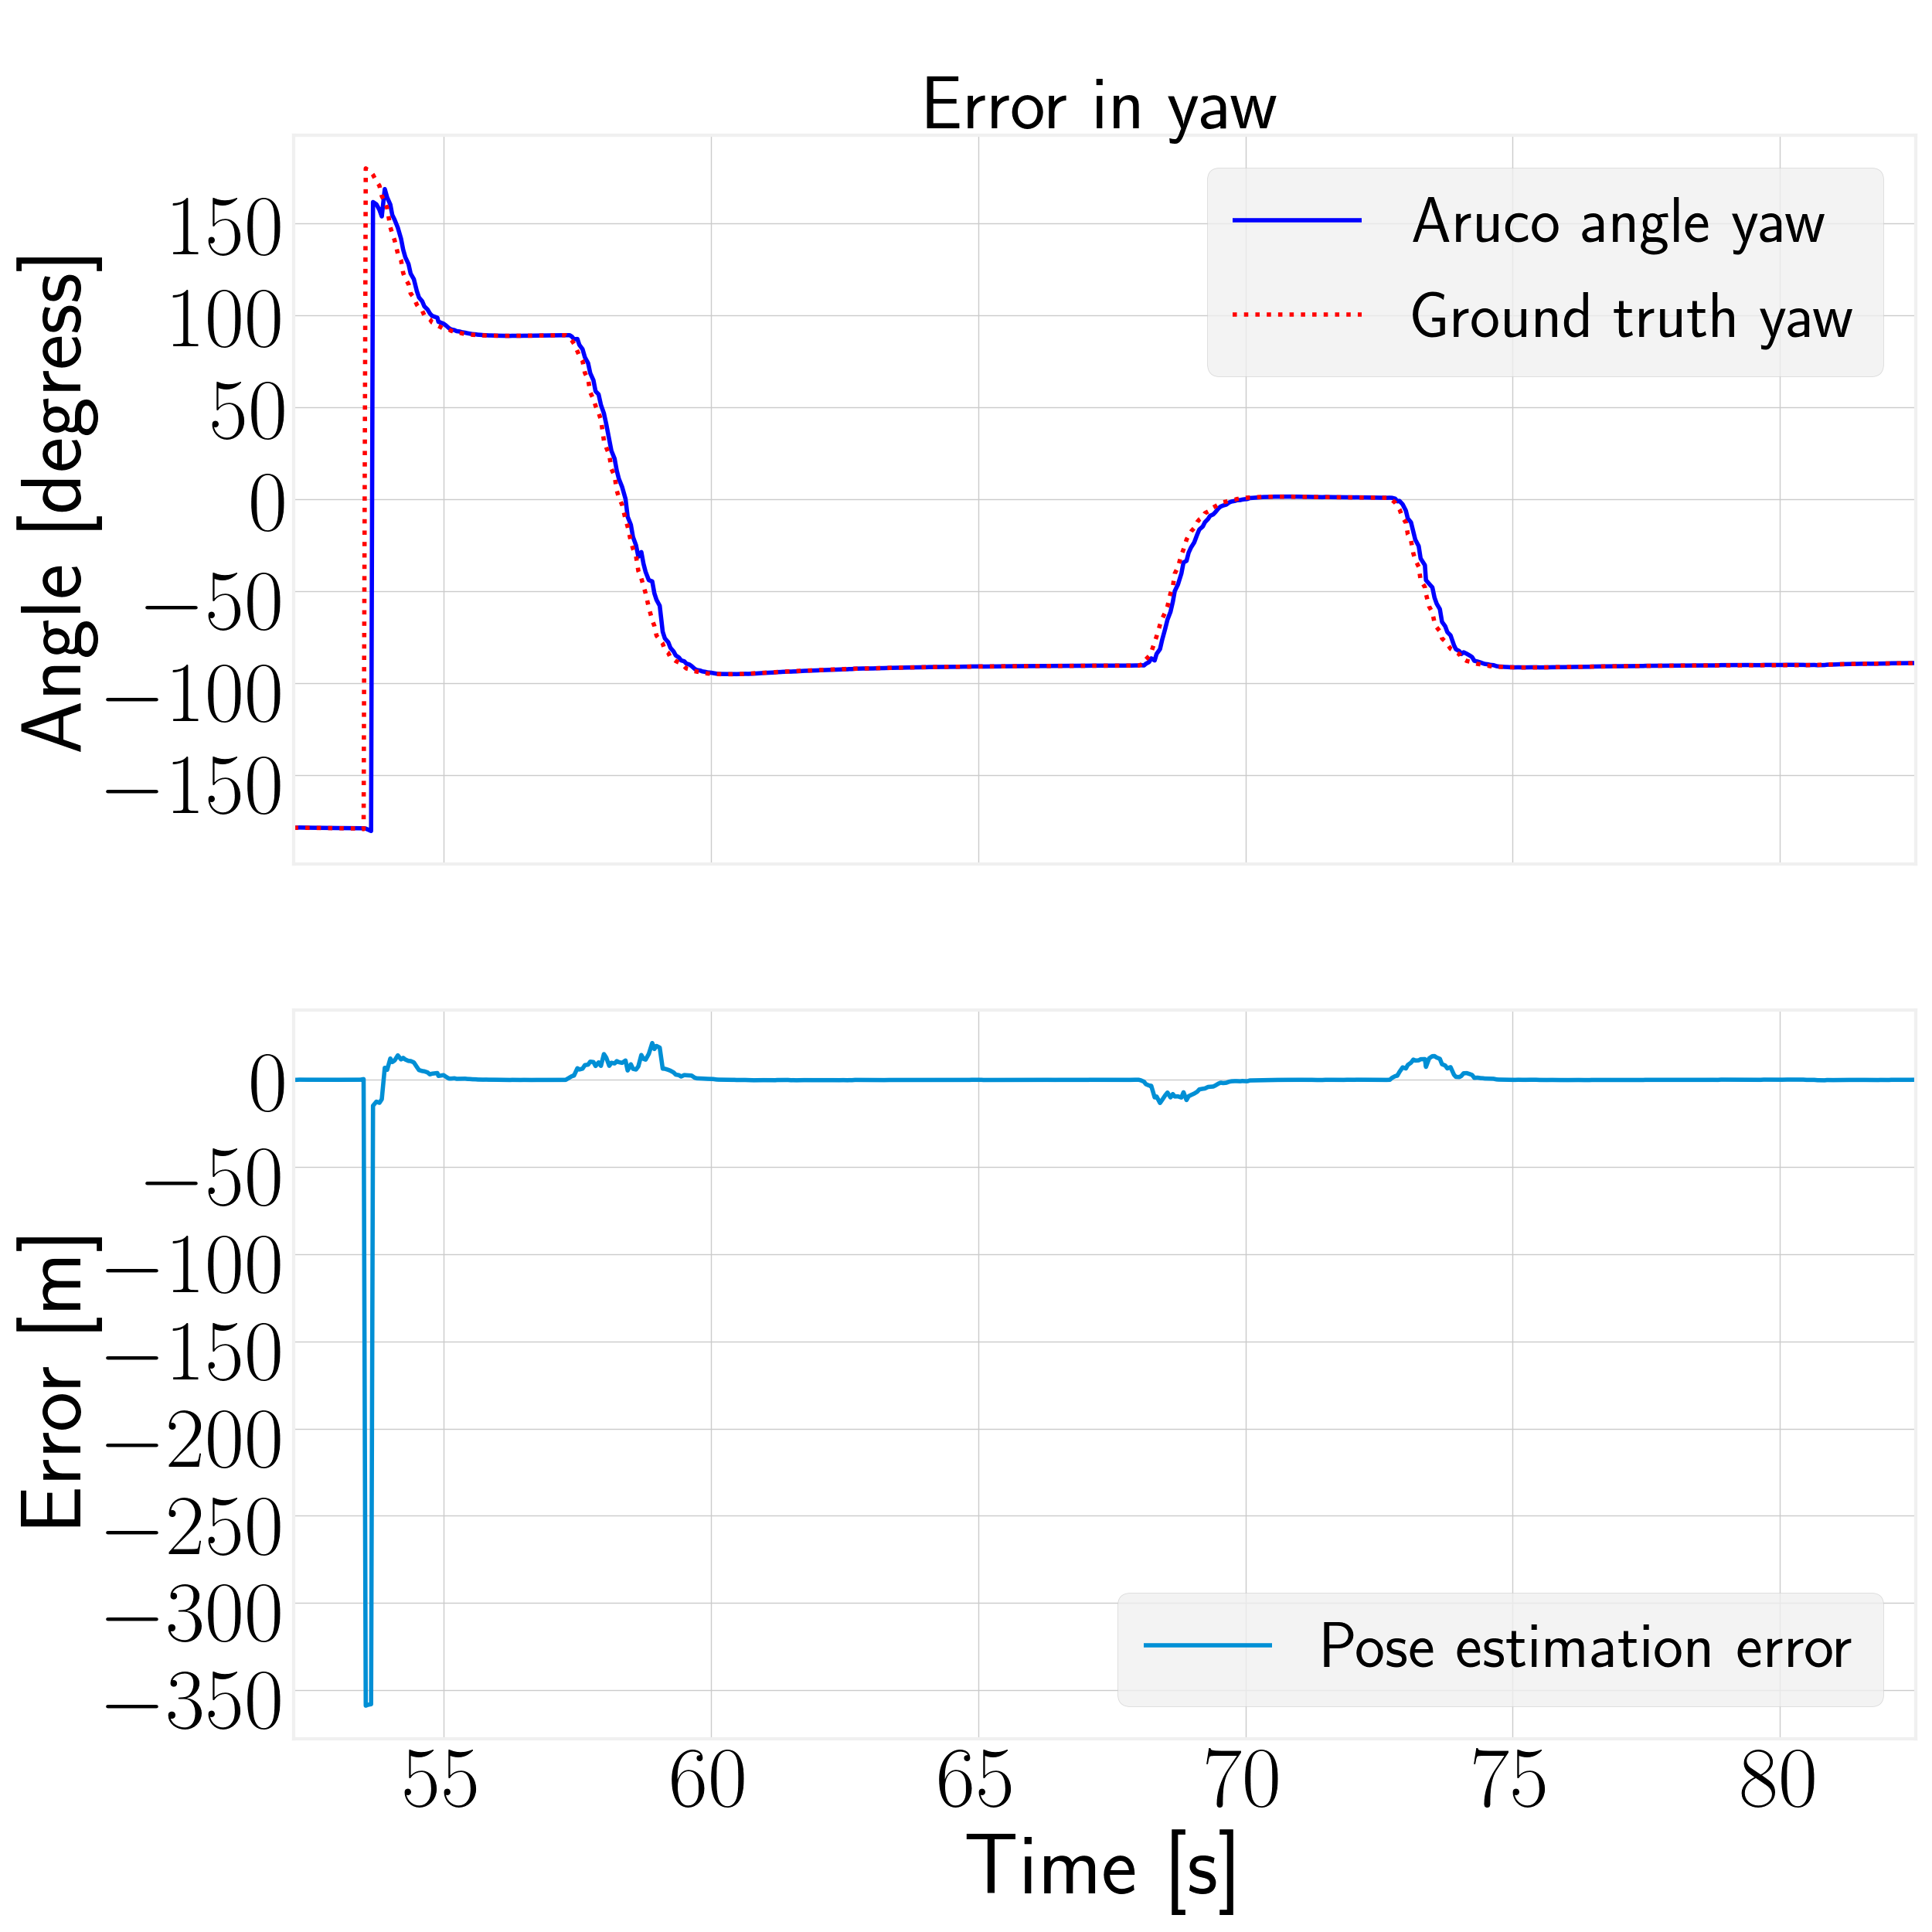 Error in yaw
Angle [degress]
150
100
50
0
−50
−100
−150
Aruco angle yaw
Ground truth yaw
Error [m]
0
−50
−100
−150
−200
−250
−300
−350
Pose estimation error
55 60 65 70 75 80
Time [s]